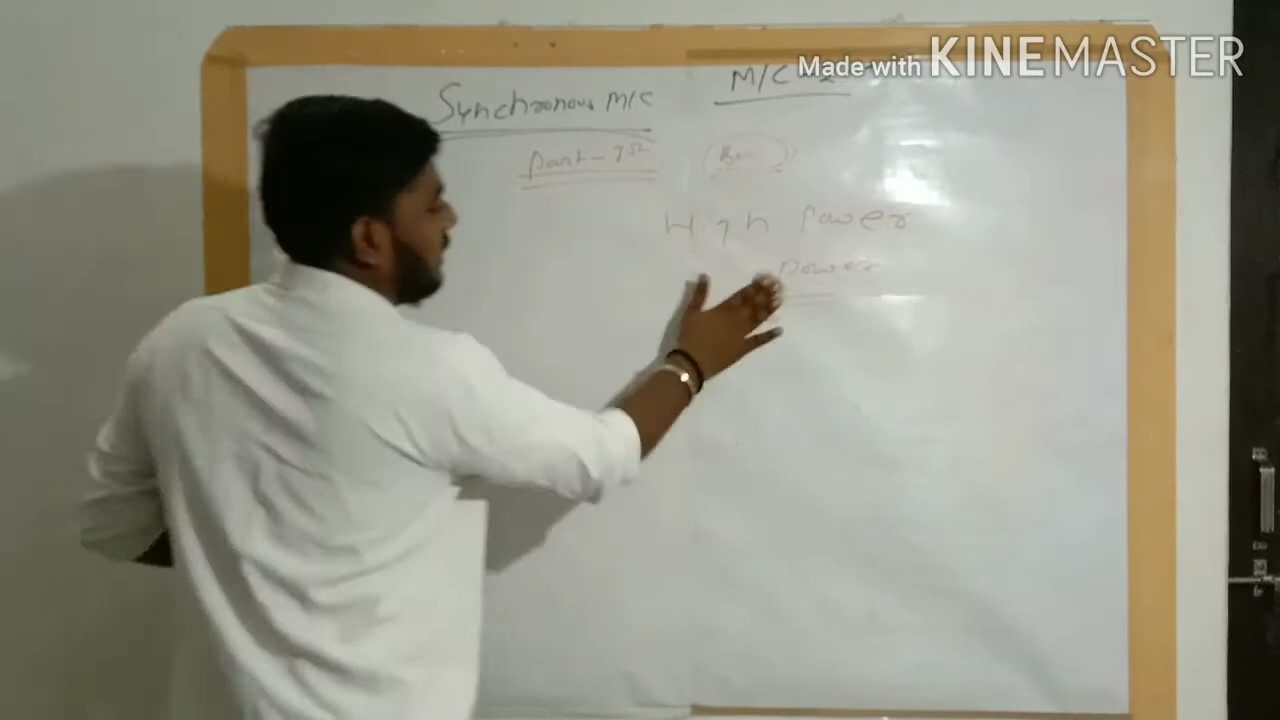 Made with KINEMASTER
Synchronous M/C
M/C
Part-1st
High Power
Power